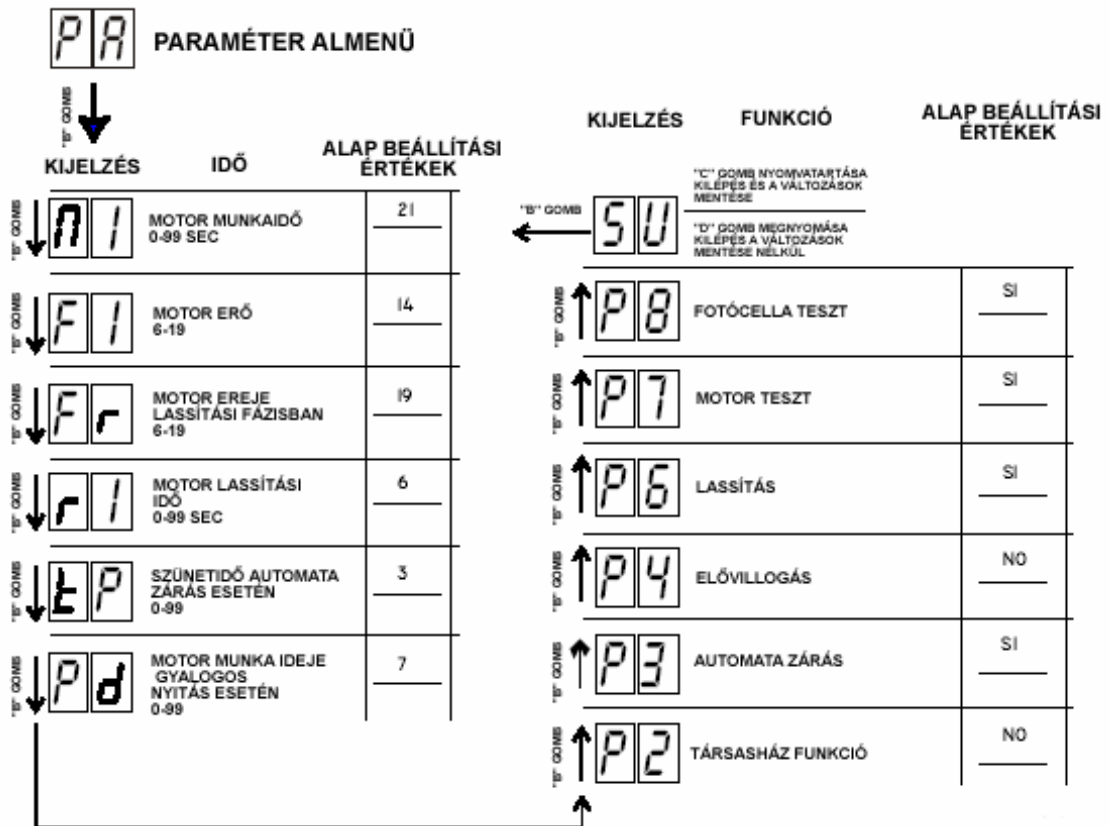 PA PARAMÉTER ALMENÜ
"B" GOMB
KIJELZÉS IDŐ ALAP BEÁLLÍTÁSI
ÉRTÉKEK
"B" GOMB
M1
MOTOR MUNKAIDŐ
0-99 SEC
21
"B" GOMB
F1
MOTOR ERŐ
6-19
14
"B" GOMB
Fr
MOTOR EREJE
LASSÍTÁSI FÁZISBAN
6-19
19
"B" GOMB
r1
MOTOR LASSÍTÁSI
IDŐ
0-99 SEC
6
"B" GOMB
tP
SZÜNETIDŐ AUTOMATA
ZÁRÁS ESETÉN
0-99
3
"B" GOMB
Pd
MOTOR MUNKA IDEJE
GYALOGOS
NYITÁS ESETÉN
0-99
7
KIJELZÉS FUNKCIÓ ALAP BEÁLLÍTÁSI
ÉRTÉKEK
"B" GOMB
SU
"C" GOMB NYOMVATARTÁSA
KILÉPÉS ÉS A VÁLTOZÁSOK
MENTÉSE
"D" GOMB MEGNYOMÁSA
KILÉPÉS A VÁLTOZÁSOK
MENTÉSE NÉLKÜL
"B" GOMB
P8 FOTÓCELLA TESZT SI
"B" GOMB
P7 MOTOR TESZT SI
"B" GOMB
P6 LASSÍTÁS SI
"B" GOMB
P4 ELŐVILLOGÁS NO
"B" GOMB
P3 AUTOMATA ZÁRÁS SI
"B" GOMB
P2 TÁRSASHÁZ FUNKCIÓ NO